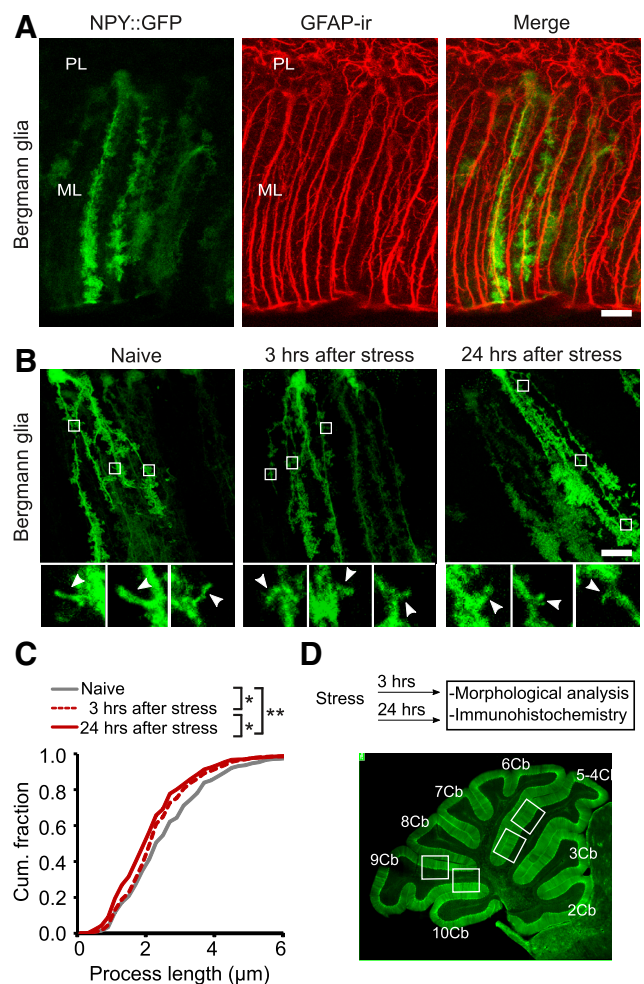 A
NPY::GFP
GFAP-ir
Merge
Bergmann glia
PL
ML
PL
ML
B
Naive
3 hrs after stress
24 hrs after stress
Bergmann glia
C
Naive
3 hrs after stress
24 hrs after stress
*
*
**
Cum. fraction
1.0
0.8
0.6
0.4
0.2
0.0
0
2
4
6
Process length (µm)
D
Stress
3 hrs
24 hrs
-Morphological analysis
-Immunohistochemistry
6Cb
5-4Cl
7Cb
8Cb
3Cb
9Cb
2Cb
10Cb